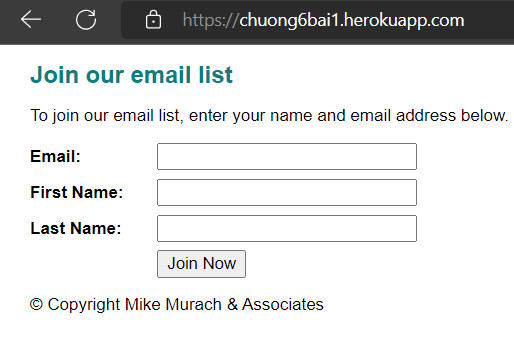 https://chuong6bai1.herokuapp.com
Join our email list
To join our email list, enter your name and email address below.
Email:
First Name:
Last Name:
Join Now
© Copyright Mike Murach & Associates